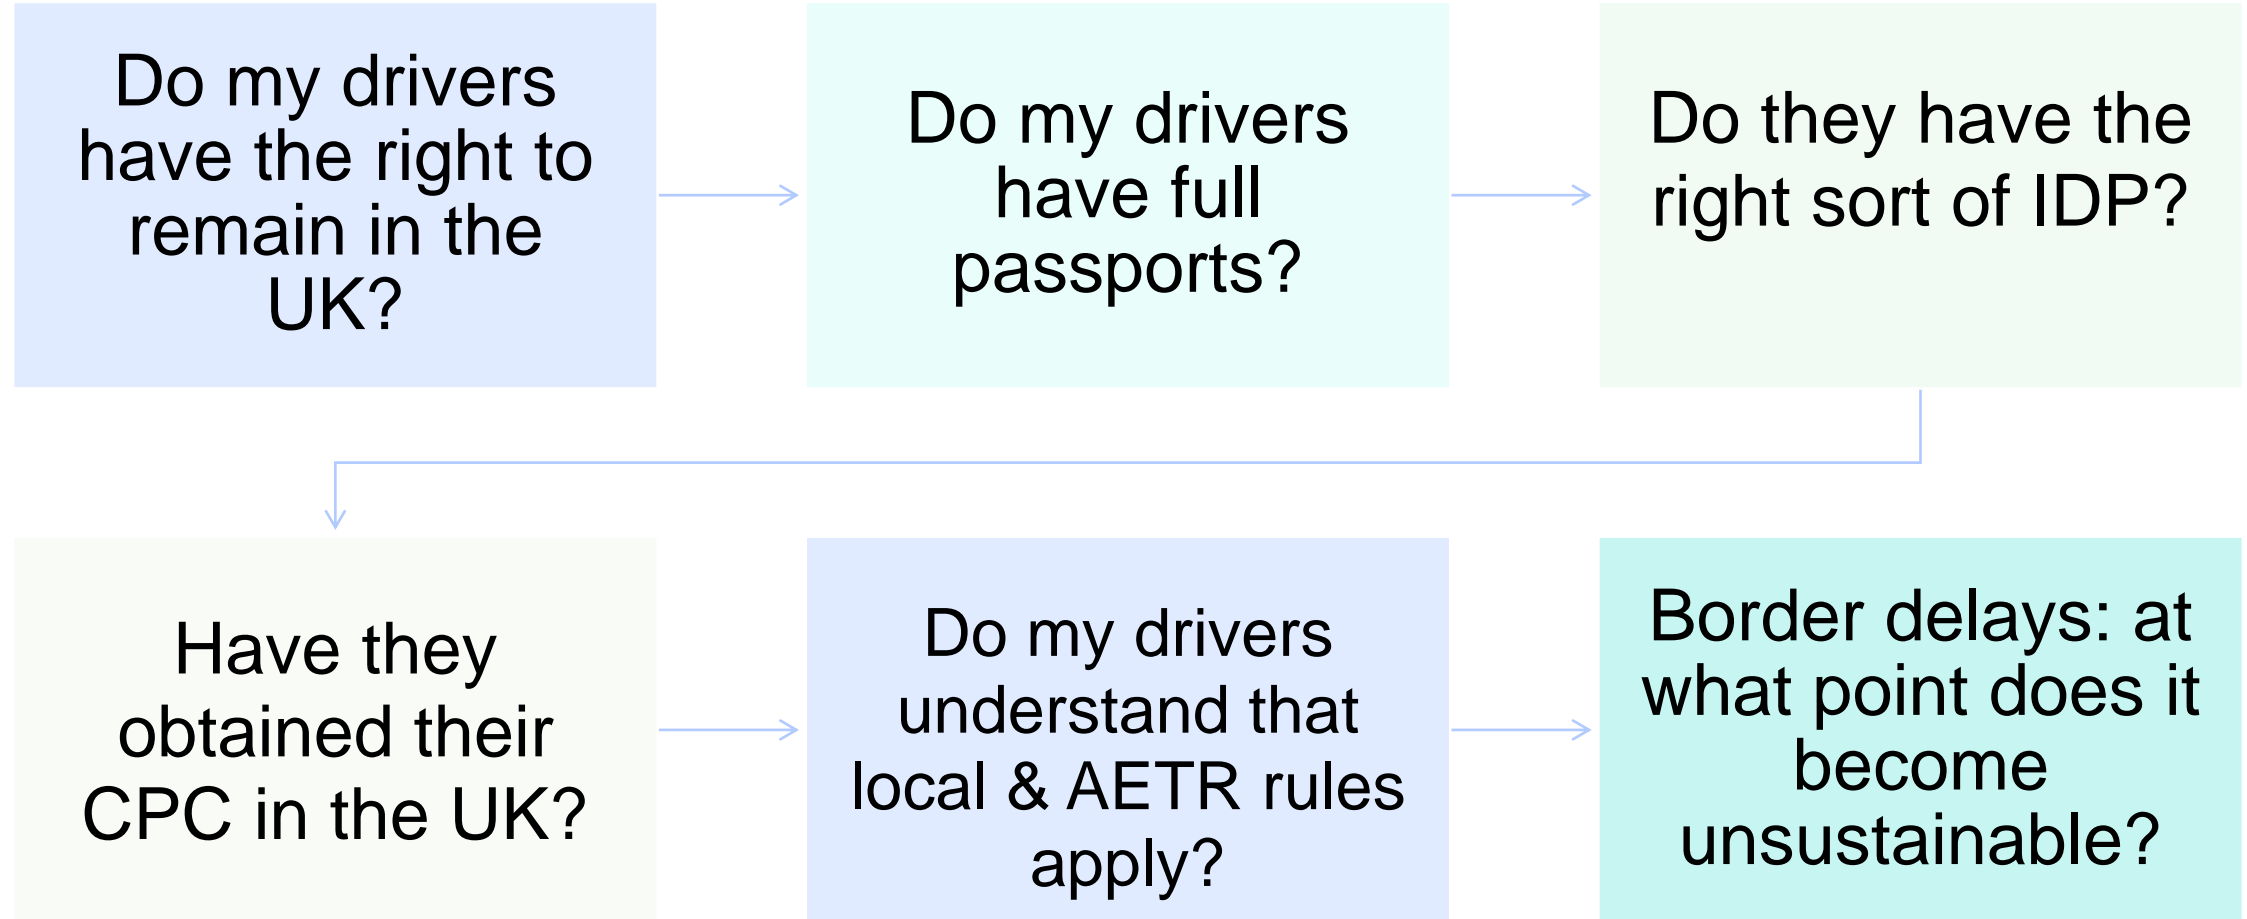 Do my drivers
have the right to
remain in the
UK?
Do my drivers
have full
passports?
Do they have the
right sort of IDP?
Have they
obtained their
CPC in the UK?
Do my drivers
understand that
local & AETR rules
apply?
Border delays: at
what point does it
become
unsustainable?